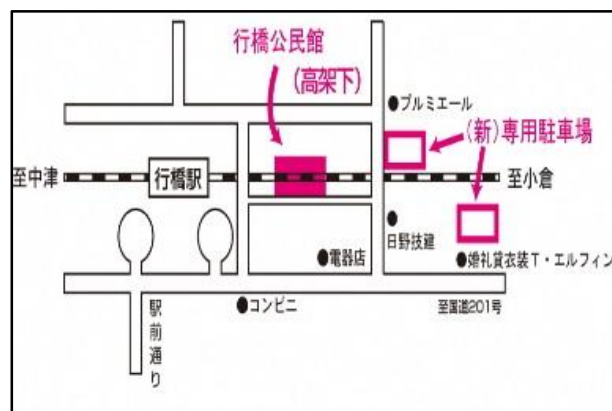 行橋公民館
(高架下)
●プルミエール
(新)専用駐車場
至中津
行橋駅
至小倉
●
日野技建
●電器店
●婚礼貸衣装T・エルフィン
●コンビニ
至国道201号
駅前通り